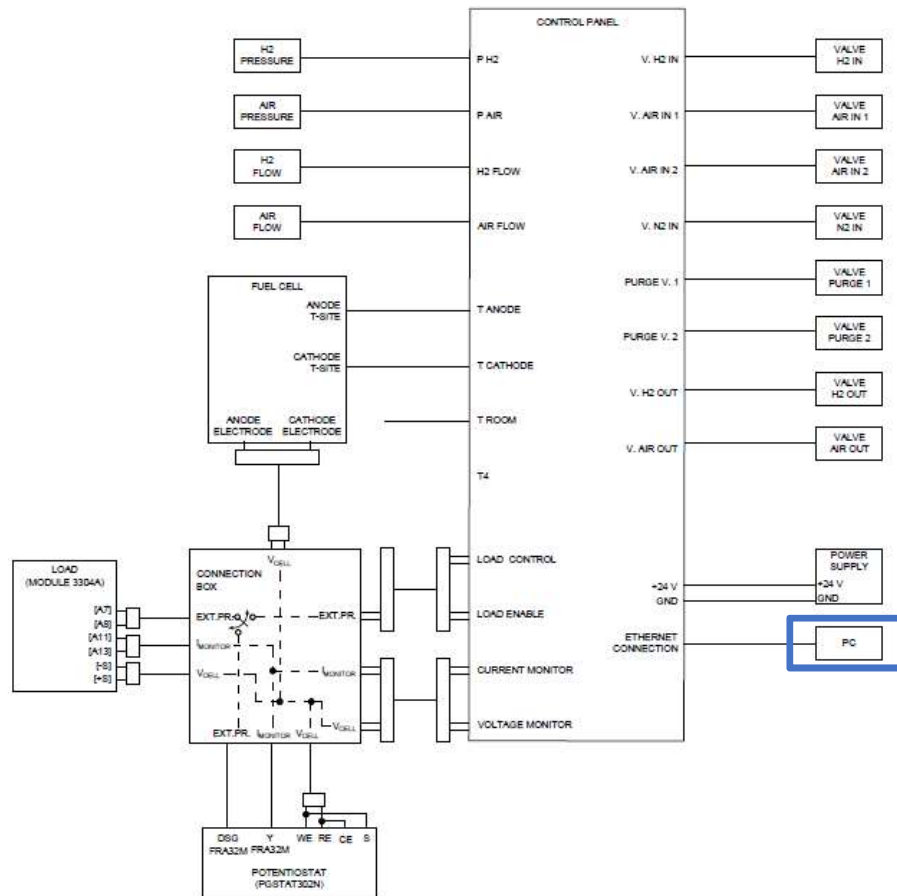 CONTROL PANEL
H2
PRESSURE
P H2
V. H2 IN
VALVE
H2 IN
AIR
PRESSURE
P AIR
V. AIR IN 1
VALVE
AIR IN 1
H2
FLOW
H2 FLOW
V. AIR IN 2
VALVE
AIR IN 2
AIR
FLOW
AIR FLOW
V. N2 IN
VALVE
N2 IN
FUEL CELL
ANODE
T-SITE
T ANODE
PURGE V. 1
VALVE
PURGE 1
CATHODE
T-SITE
T CATHODE
PURGE V. 2
VALVE
PURGE 2
ANODE
ELECTRODE
CATHODE
ELECTRODE
T ROOM
V. H2 OUT
VALVE
H2 OUT
T4
V. AIR OUT
VALVE
AIR OUT
LOAD
(MODULE 3304A)
[A7]
[A8]
[A11]
[A13]
[-S]
[+S]
CONNECTION
BOX
VCELL
EXT.PR.
EXT.PR.
IMONITOR
IMONITOR
VCELL
VCELL
EXT.PR.
IMONITOR
VCELL
LOAD CONTROL
LOAD ENABLE
CURRENT MONITOR
VOLTAGE MONITOR
+24 V
GND
POWER
SUPPLY
+24 V
GND
ETHERNET
CONNECTION
PC
DSG
FRA32M
Y
FRA32M
WE
RE
CE
S
POTENTIOSTAT
(PGSTAT302N)